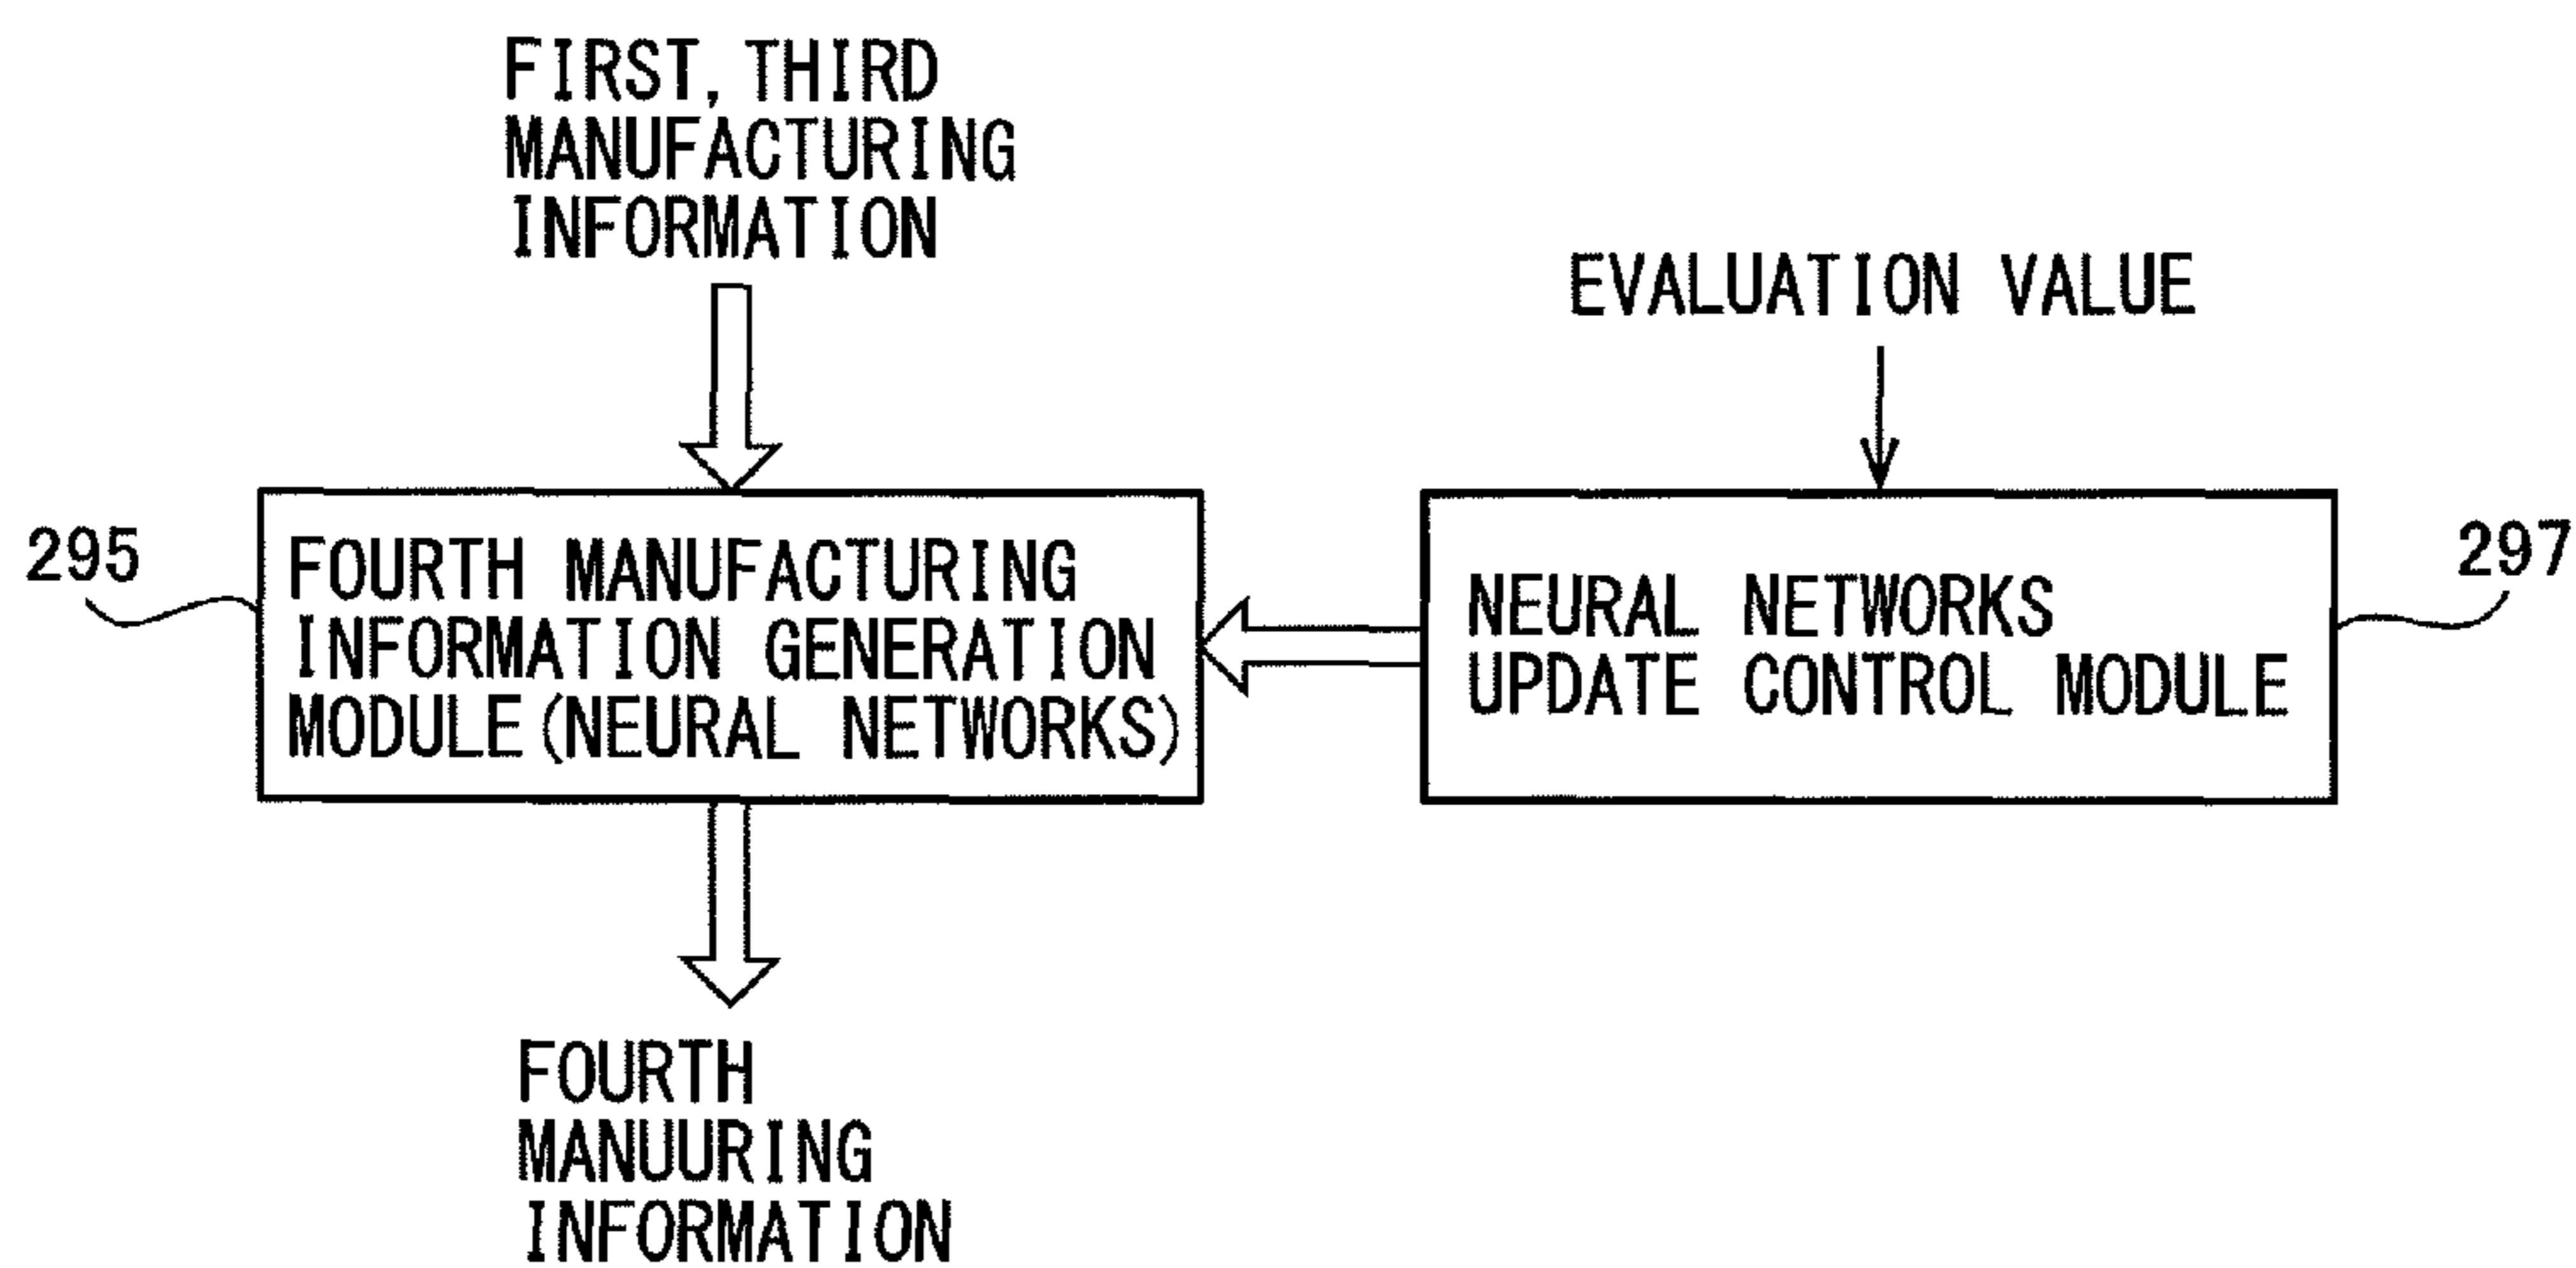 FIRST, THIRD
MANUFACTURING
INFORMATION
EVALUATION VALUE
295
FOURTH MANUFACTURING
INFORMATION GENERATION
MODULE(NEURAL NETWORKS)
NEURAL NETWORKS
UPDATE CONTROL MODULE
297
FOURTH
MANUURING
INFORMATION